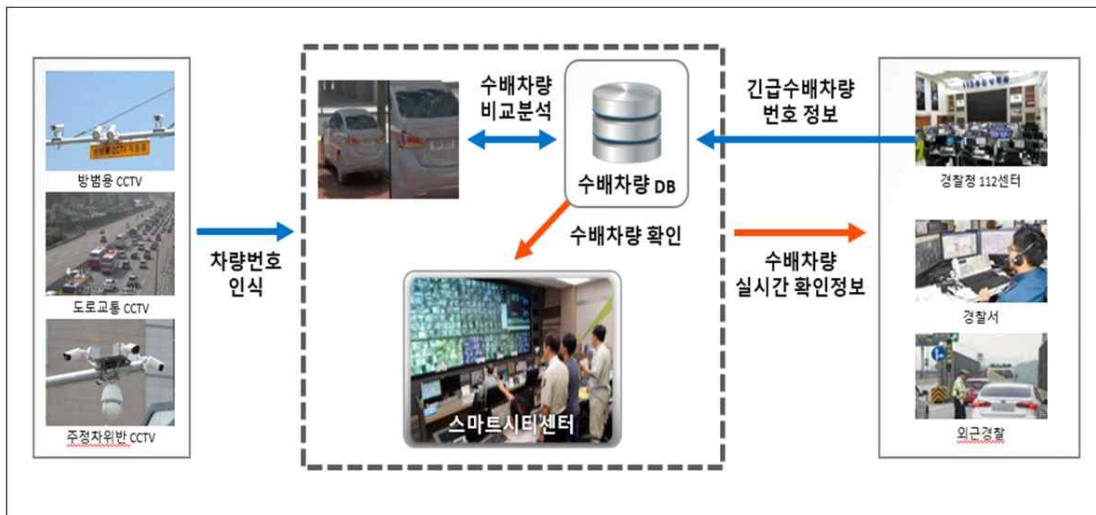 방범용 CCTV
도로교통 CCTV
주정차위반 CCTV
차량번호
인식
수배차량
비교분석
수배차량 DB
수배차량 확인
스마트시티센터
긴급수배차량
번호 정보
수배차량
실시간 확인정보
경찰청 112센터
경찰서
외근경찰